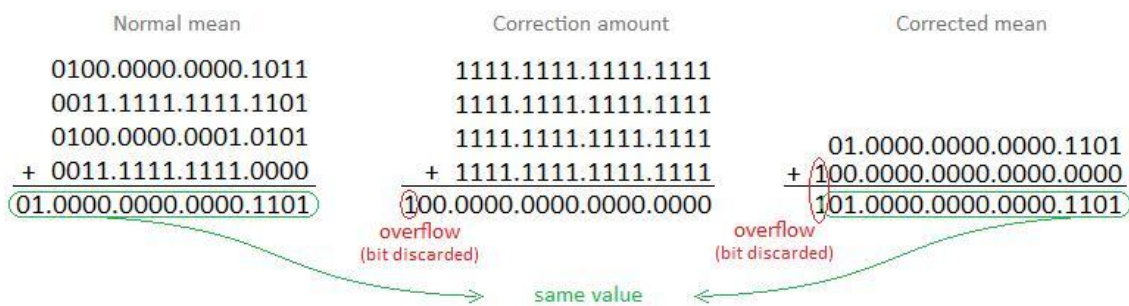 Normal mean
0100.0000.0000.1011
0011.1111.1111.1101
0100.0000.0001.0101
+ 0011.1111.1111.0000
01.0000.0000.0000.1101
Correction amount
1111.1111.1111.1111
1111.1111.1111.1111
1111.1111.1111.1111
+ 1111.1111.1111.1111
100.0000.0000.0000.0000
overflow
(bit discarded)
Corrected mean
01.0000.0000.0000.1101
+ 100.0000.0000.0000.0000
101.0000.0000.0000.1101
overflow
(bit discarded)
same value